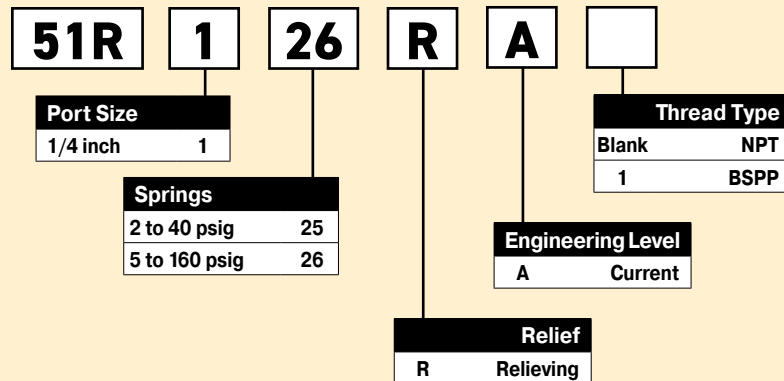 51R 1 26 R A
Port Size
1/4 inch 1
Springs
2 to 40 psig 25
5 to 160 psig 26
Thread Type
Blank NPT
1 BSPP
Engineering Level
A Current
Relief
R Relieving